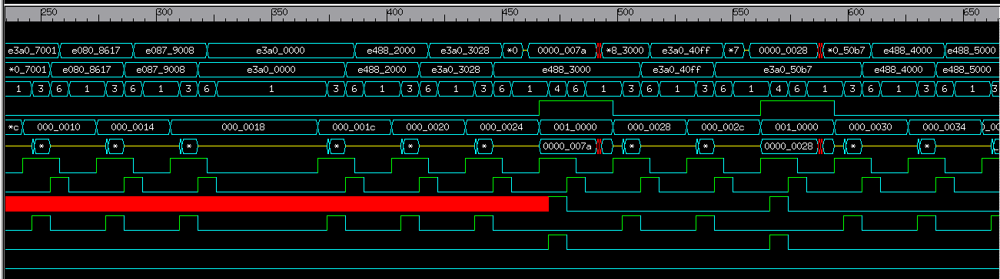 250 300 350 400 450 500 550 600 650
e3a0_7001 e080_8617 e087_9008 e3a0_0000 e488_2000 e3a0_3028 *0 0000_007a *8_3000 e3a0_40ff *7 0000_0028 *0_50b7 e488_4000 e488_5000
*0_7001 e080_8617 e087_9008 e3a0_0000 e488_2000 e3a0_3028 e488_3000 e3a0_40ff e3a0_50b7 e488_4000 e488_5000
1 3 6 1 3 6 1 3 6 1 3 6 1 3 6 1 3 6 1 4 6 1 3 6 1 3 6 1 4 6 1 3 6 1 3 6 1 3
*c 000_0010 000_0014 000_0018 000_001c 000_0020 000_0024 001_0000 000_0028 000_002c 001_0000 000_0030 000_0034
* * * * * * 0000_007a * * 0000_0028 * *